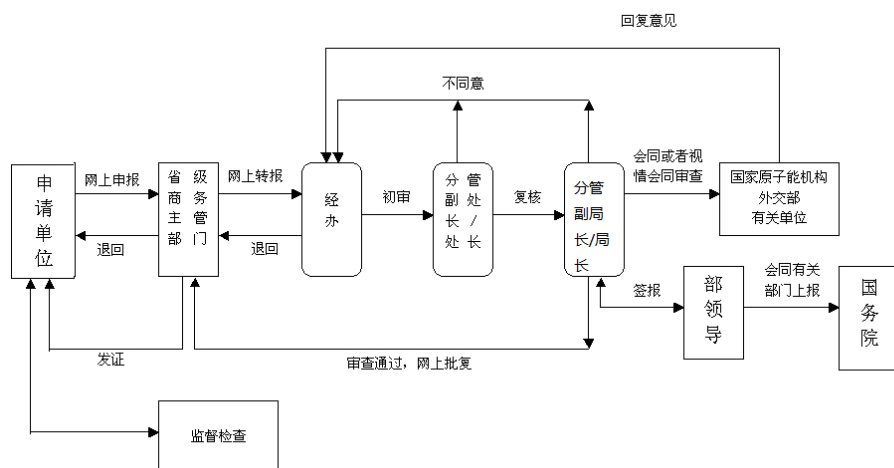 回复意见
不同意
会同或者视
情会同审查
申请单位
网上申报
退回
省级
商务
主管
部门
网上转报
退回
经办
初审
分管
副处
长/
处长
复核
分管
副局
长/局
长
国家原子能机构
外交部
有关单位
签报
部领导
会同有关
部门上报
国务院
发证
审查通过，网上批复
监督检查